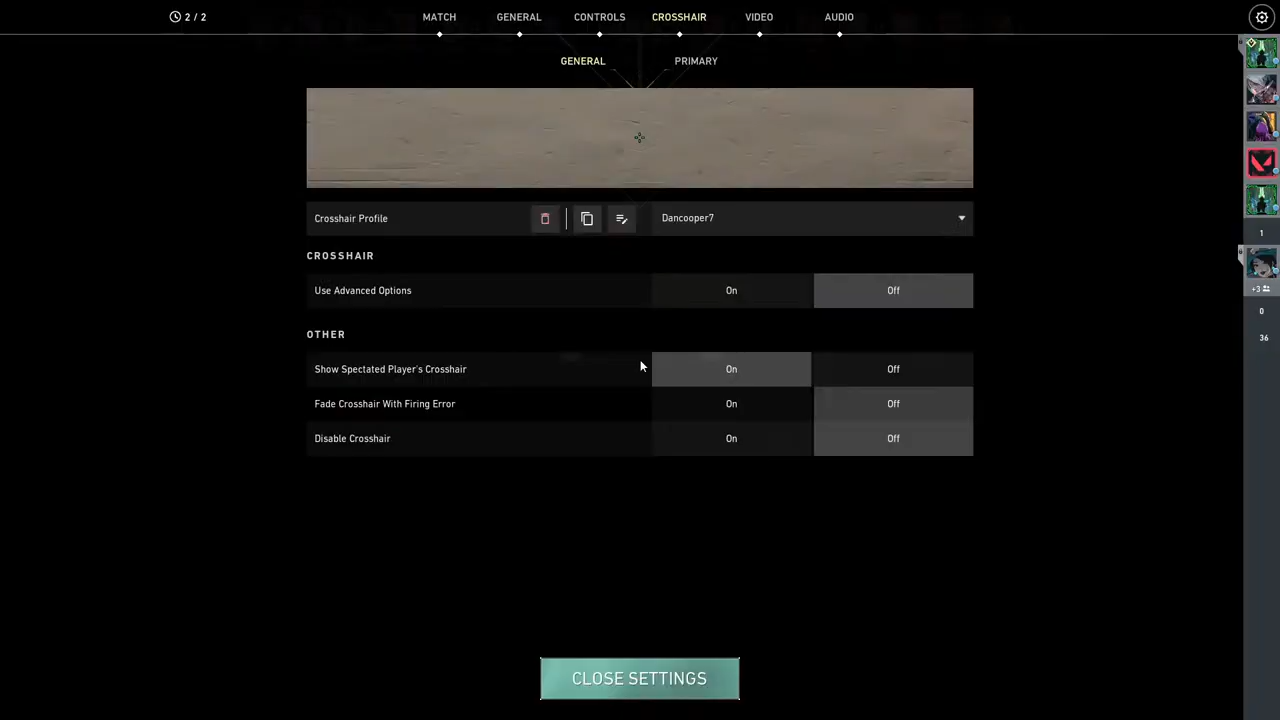 2 / 2
MATCH GENERAL CONTROLS CROSSHAIR VIDEO AUDIO
GENERAL PRIMARY
Crosshair Profile Dancooper7
CROSSHAIR
Use Advanced Options On Off
OTHER
Show Spectated Player's Crosshair On Off
Fade Crosshair With Firing Error On Off
Disable Crosshair On Off
CLOSE SETTINGS
1
+3
0
36